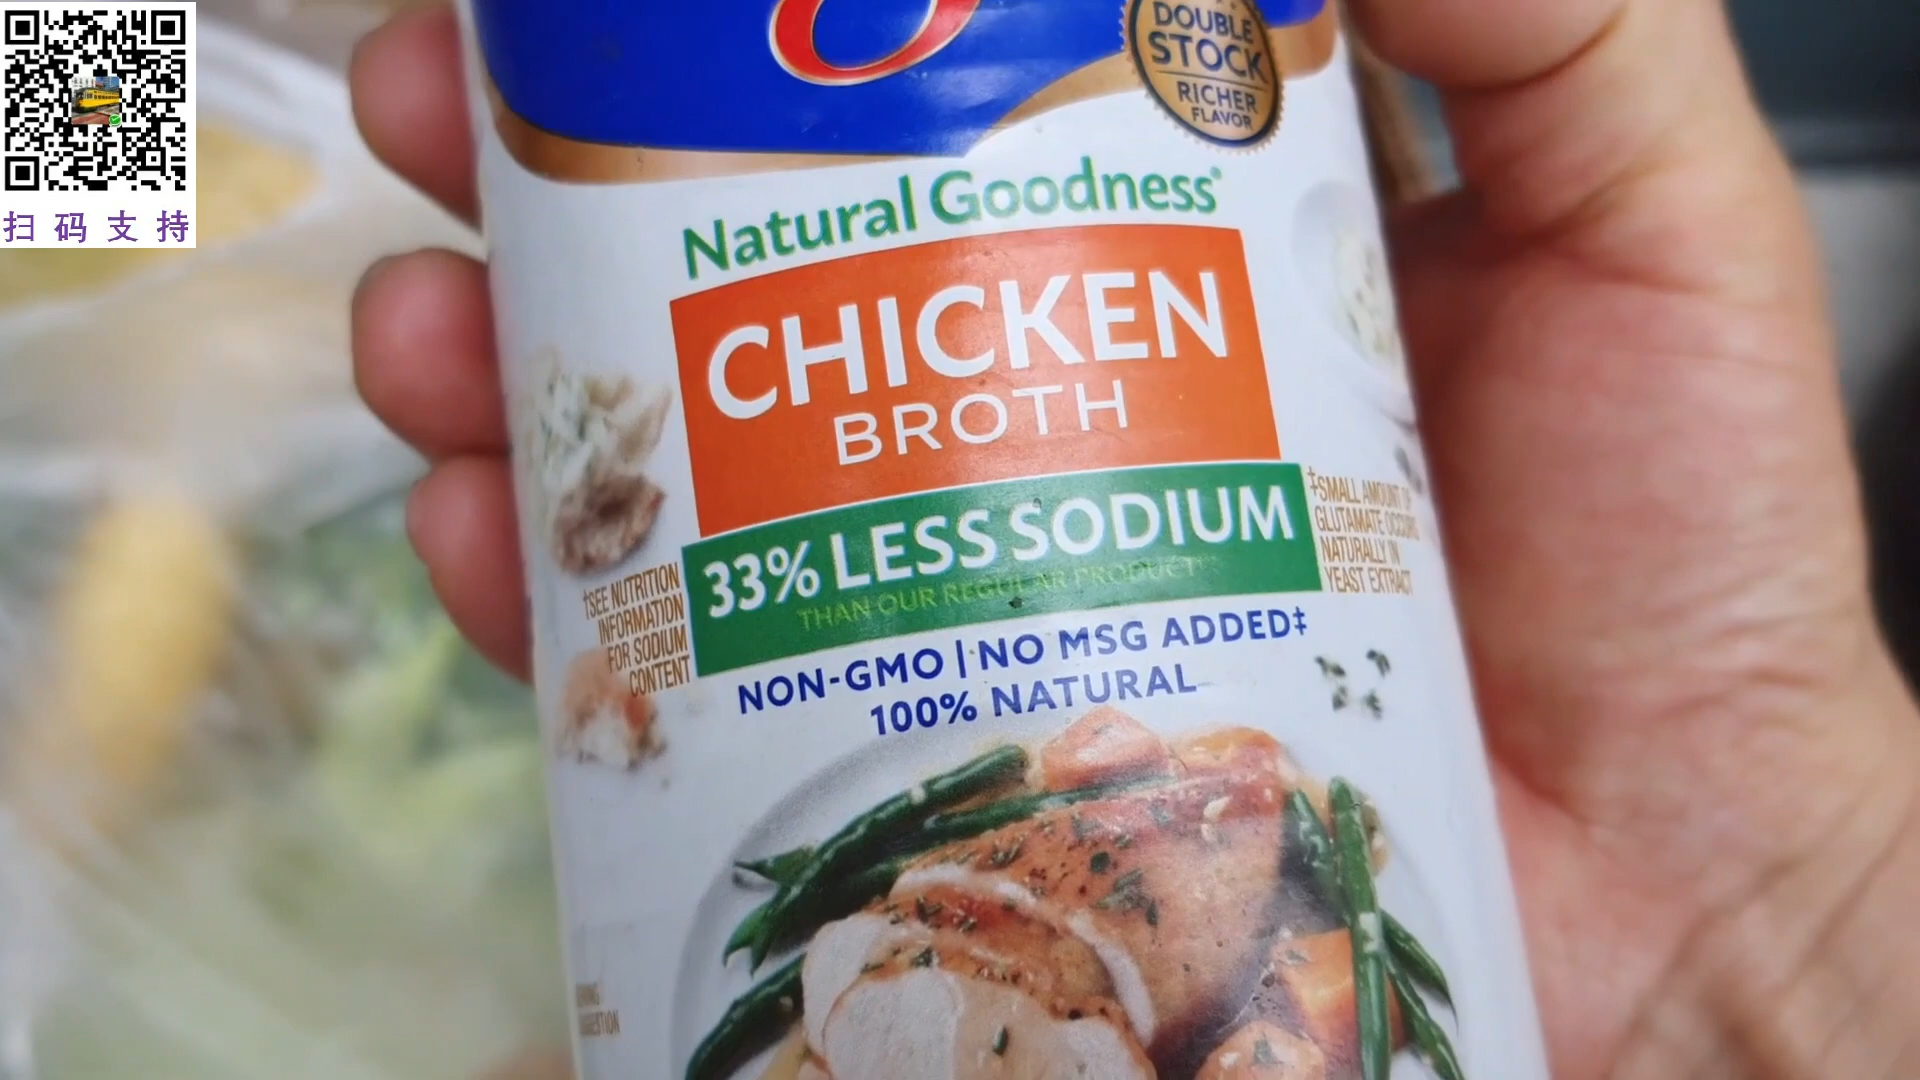 扫码支持
DOUBLE
STOCK
RICHER
FLAVOR
Natural Goodness®
CHICKEN
BROTH
33% LESS SODIUM
THAN OUR REGULAR PRODUCT
†SEE NUTRITION
INFORMATION
FOR SODIUM
CONTENT
‡SMALL AMOUNT OF
GLUTAMATE OCCURS
NATURALLY IN
YEAST EXTRACT
NON-GMO | NO MSG ADDED‡
100% NATURAL